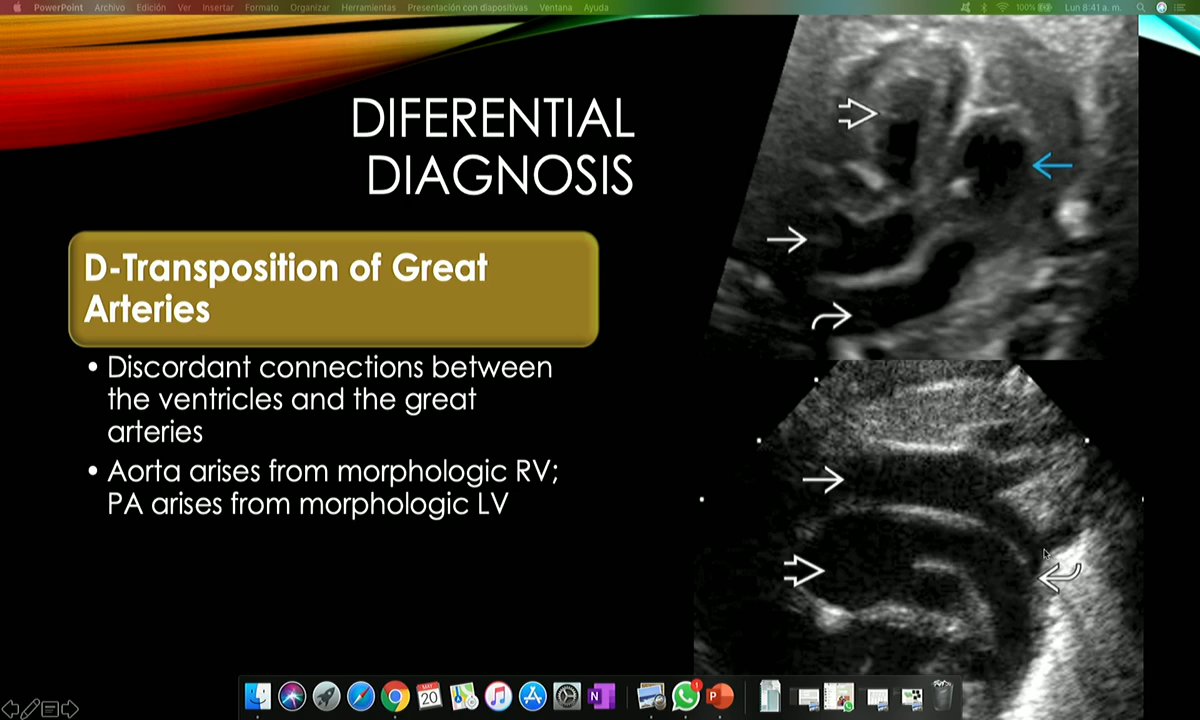 PowerPoint Archivo Edición Ver Insertar Formato Organizar Herramientas Presentación con diapositivas Ventana Ayuda 100% Lun 8:41 a. m.
DIFERENTIAL
DIAGNOSIS
D-Transposition of Great
Arteries
• Discordant connections between
the ventricles and the great
arteries
• Aorta arises from morphologic RV;
PA arises from morphologic LV
MAY
20
1